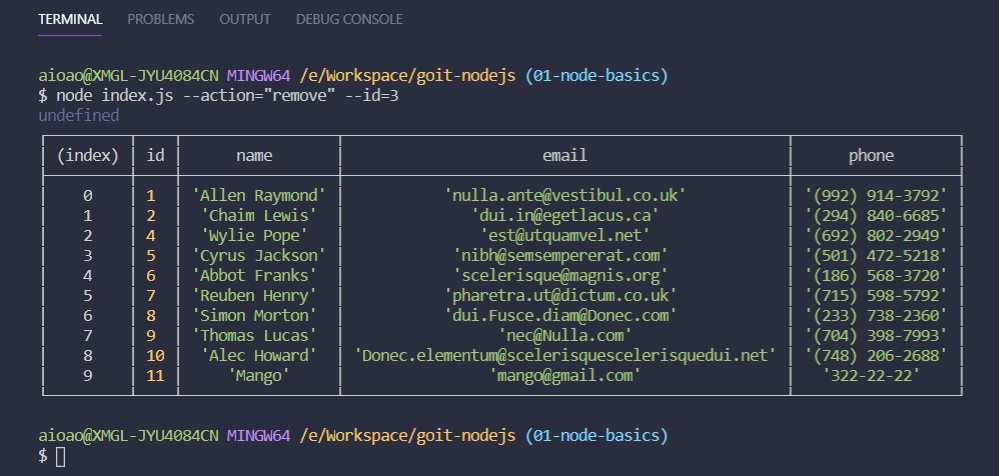 TERMINAL PROBLEMS OUTPUT DEBUG CONSOLE
aioao@XMGL-JYU4084CN MINGW64 /e/Workspace/goit-nodejs (01-node-basics)
$ node index.js --action="remove" --id=3
undefined
(index) id name email phone
0 1 'Allen Raymond' 'nulla.ante@vestibul.co.uk' '(992) 914-3792'
1 2 'Chaim Lewis' 'dui.in@egetlacus.ca' '(294) 840-6685'
2 4 'Wylie Pope' 'est@utquamvel.net' '(692) 802-2949'
3 5 'Cyrus Jackson' 'nibh@semsempererat.com' '(501) 472-5218'
4 6 'Abbot Franks' 'scelerisque@magnis.org' '(186) 568-3720'
5 7 'Reuben Henry' 'pharetra.ut@dictum.co.uk' '(715) 598-5792'
6 8 'Simon Morton' 'dui.Fusce.diam@Donec.com' '(233) 738-2360'
7 9 'Thomas Lucas' 'nec@Nulla.com' '(704) 398-7993'
8 10 'Alec Howard' 'Donec.elementum@scelerisquescelerisquedui.net' '(748) 206-2688'
9 11 'Mango' 'mango@gmail.com' '322-22-22'
aioao@XMGL-JYU4084CN MINGW64 /e/Workspace/goit-nodejs (01-node-basics)
$